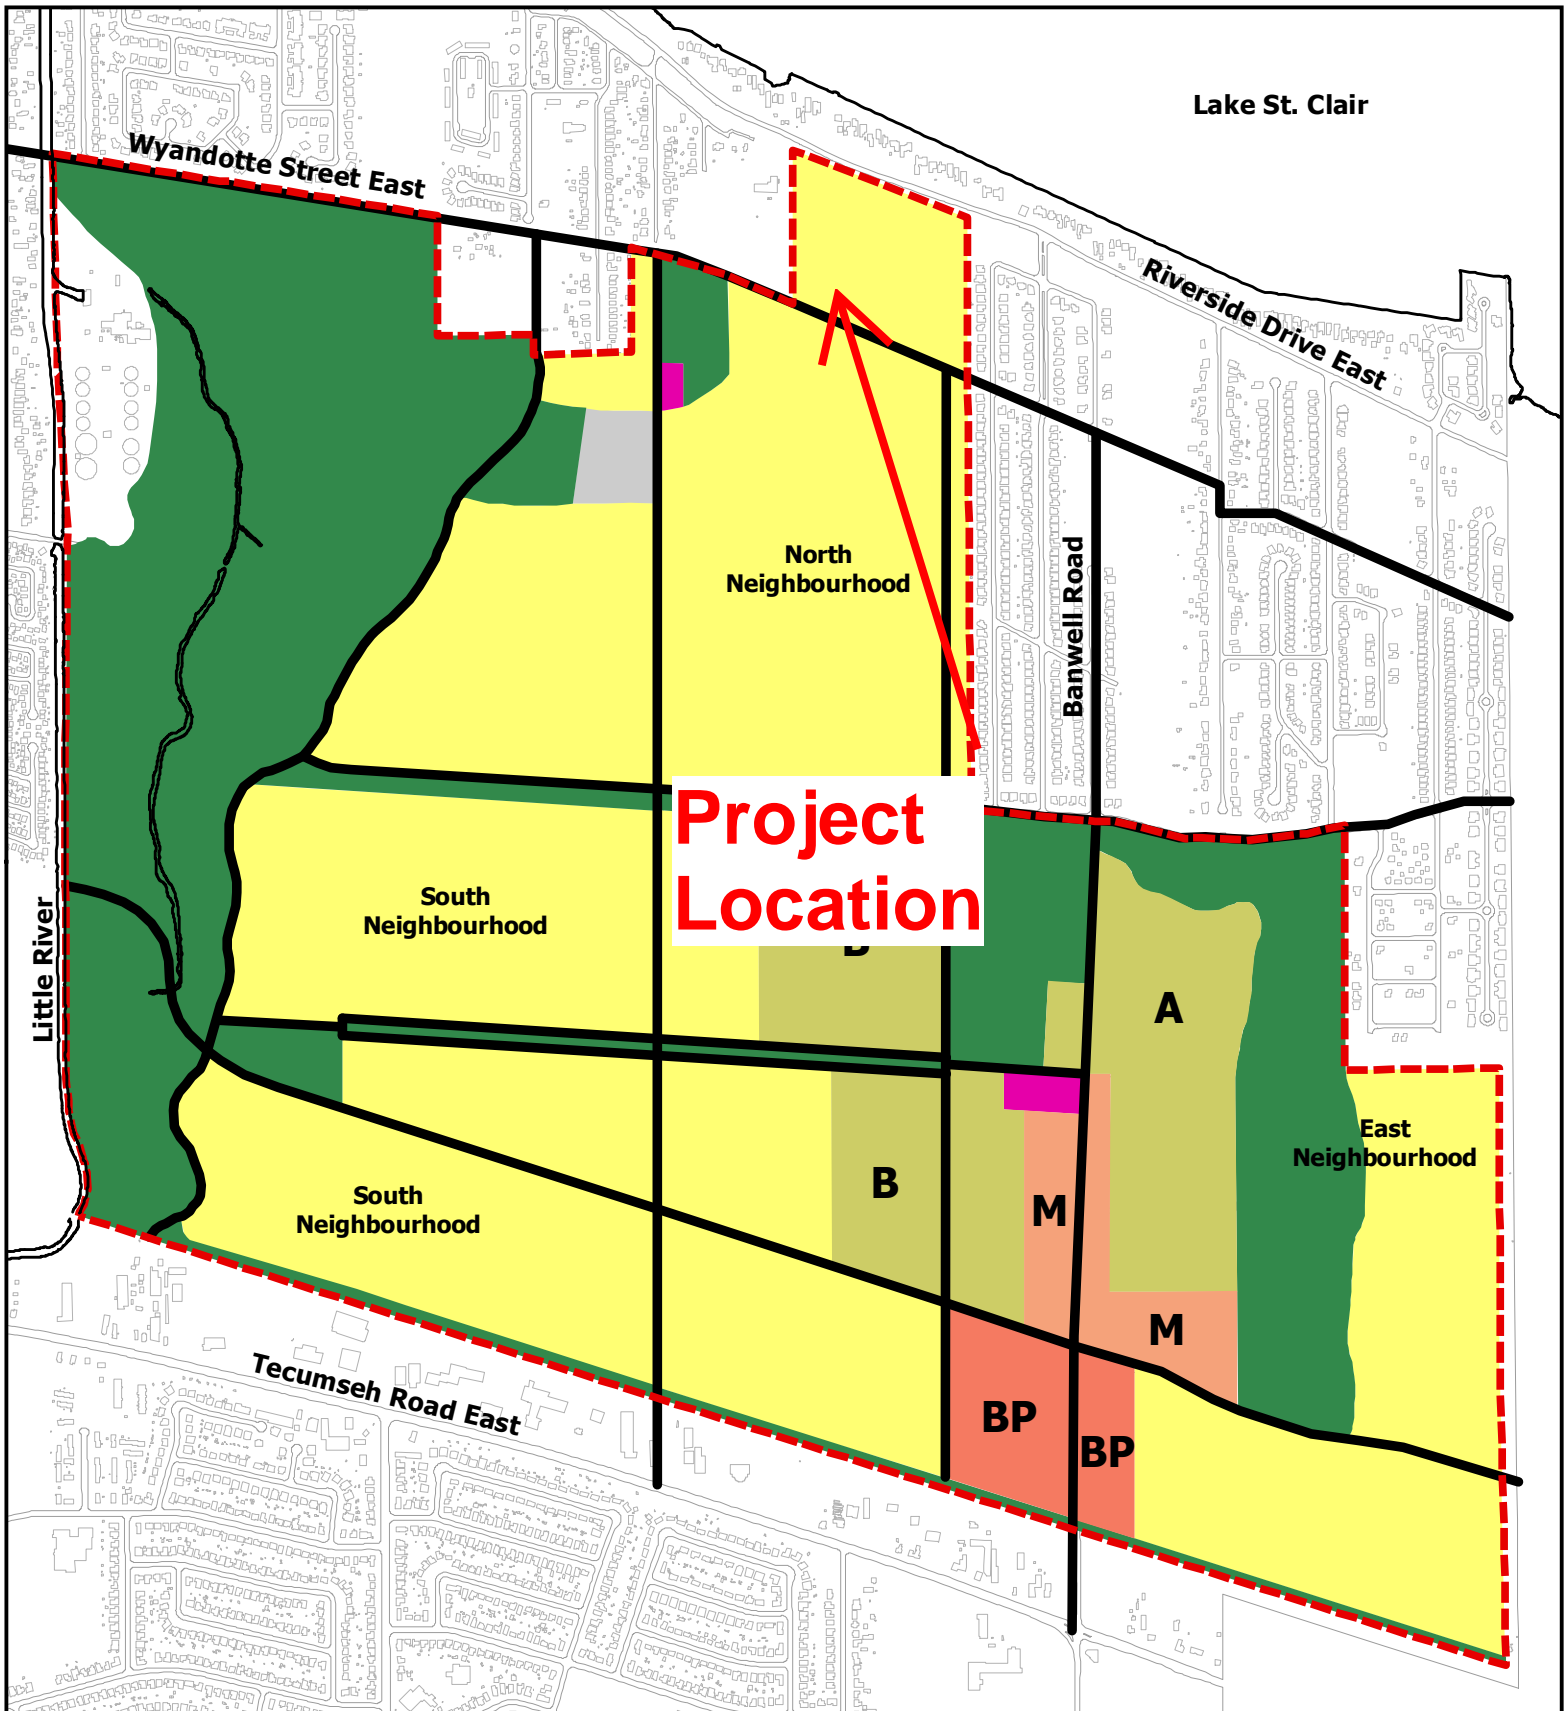 Lake St. Clair
Wyandotte Street East
Riverside Drive East
North
Neighbourhood
Banwell Road
Project
Location
South
Neighbourhood
Little River
A
East
Neighbourhood
B
M
South
Neighbourhood
M
Tecumseh Road East
BP
BP